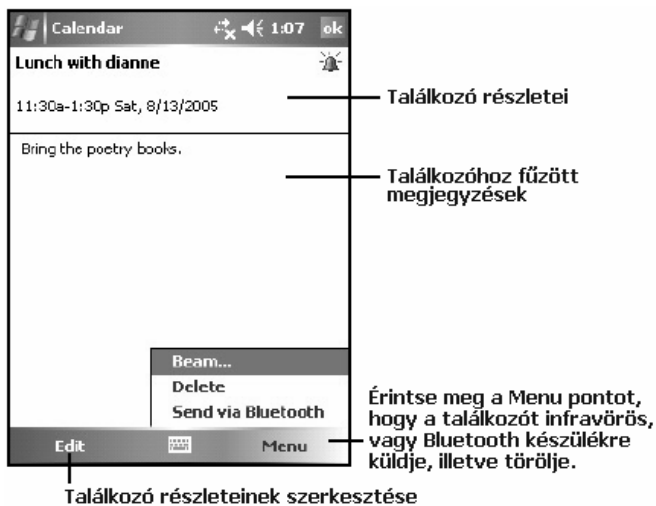 Calendar 1:07 ok
Lunch with dianne
11:30a-1:30p Sat, 8/13/2005
Találkozó részletei
Bring the poetry books.
Találkozóhoz fűzött
megjegyzések
Beam...
Delete
Send via Bluetooth
Edit Menu
Érintse meg a Menu pontot,
hogy a találkozót infravörös,
vagy Bluetooth készülékre
küldje, illetve törölje.
Találkozó részleteinek szerkesztése